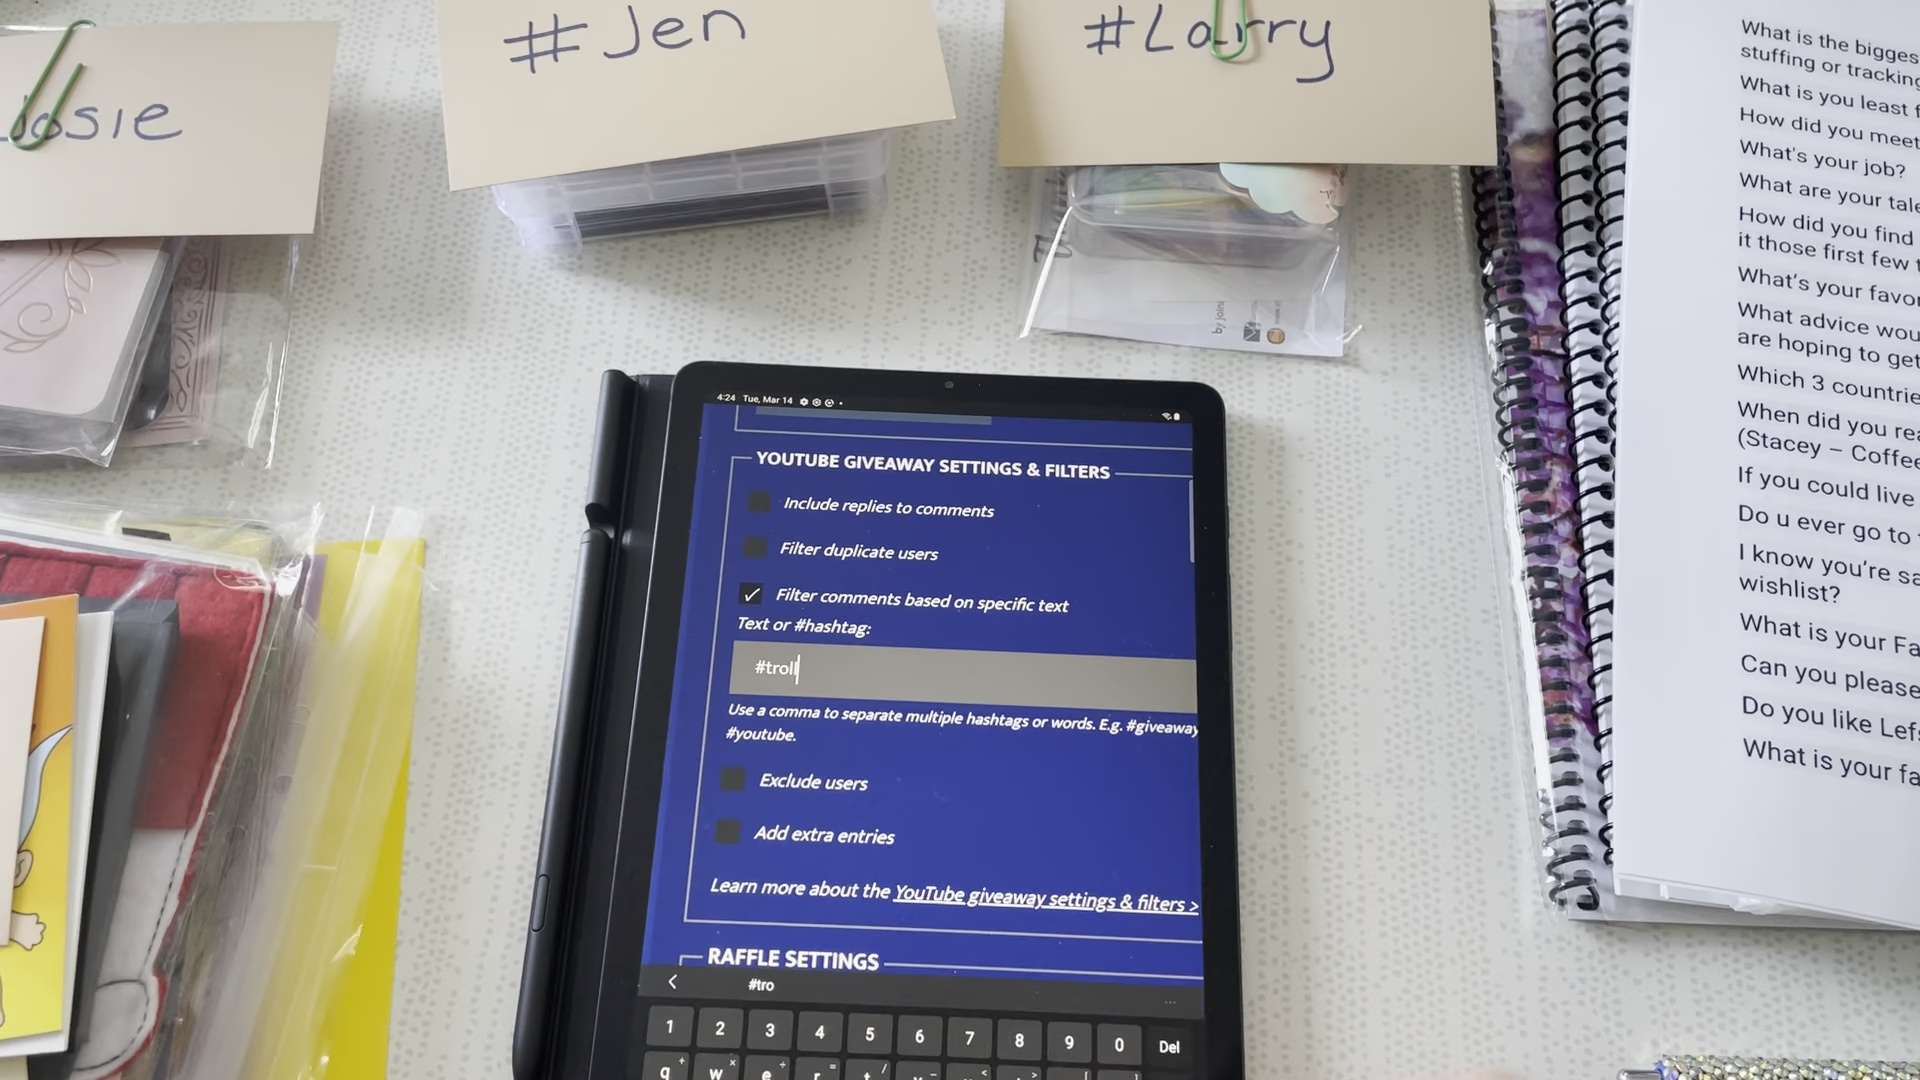 #Jen
#Larry
Josie
What is the bigges
stuffing or tracking
What is you least f
How did you meet
What's your job?
What are your tale
How did you find
it those first few t
What's your favor
What advice wou
are hoping to get
Which 3 countrie
When did you rea
(Stacey – Coffee
If you could live
Do u ever go to
I know you're sa
wishlist?
What is your Fa
Can you please
Do you like Lefs
What is your fa
by
4:24 Tue, Mar 14
YOUTUBE GIVEAWAY SETTINGS & FILTERS
Include replies to comments
Filter duplicate users
Filter comments based on specific text
Text or #hashtag:
#troll
Use a comma to separate multiple hashtags or words. E.g. #giveaway
#youtube.
Exclude users
Add extra entries
Learn more about the YouTube giveaway settings & filters >
RAFFLE SETTINGS
#tro
1 2 3 4 5 6 7 8 9 0 Del
q w e r